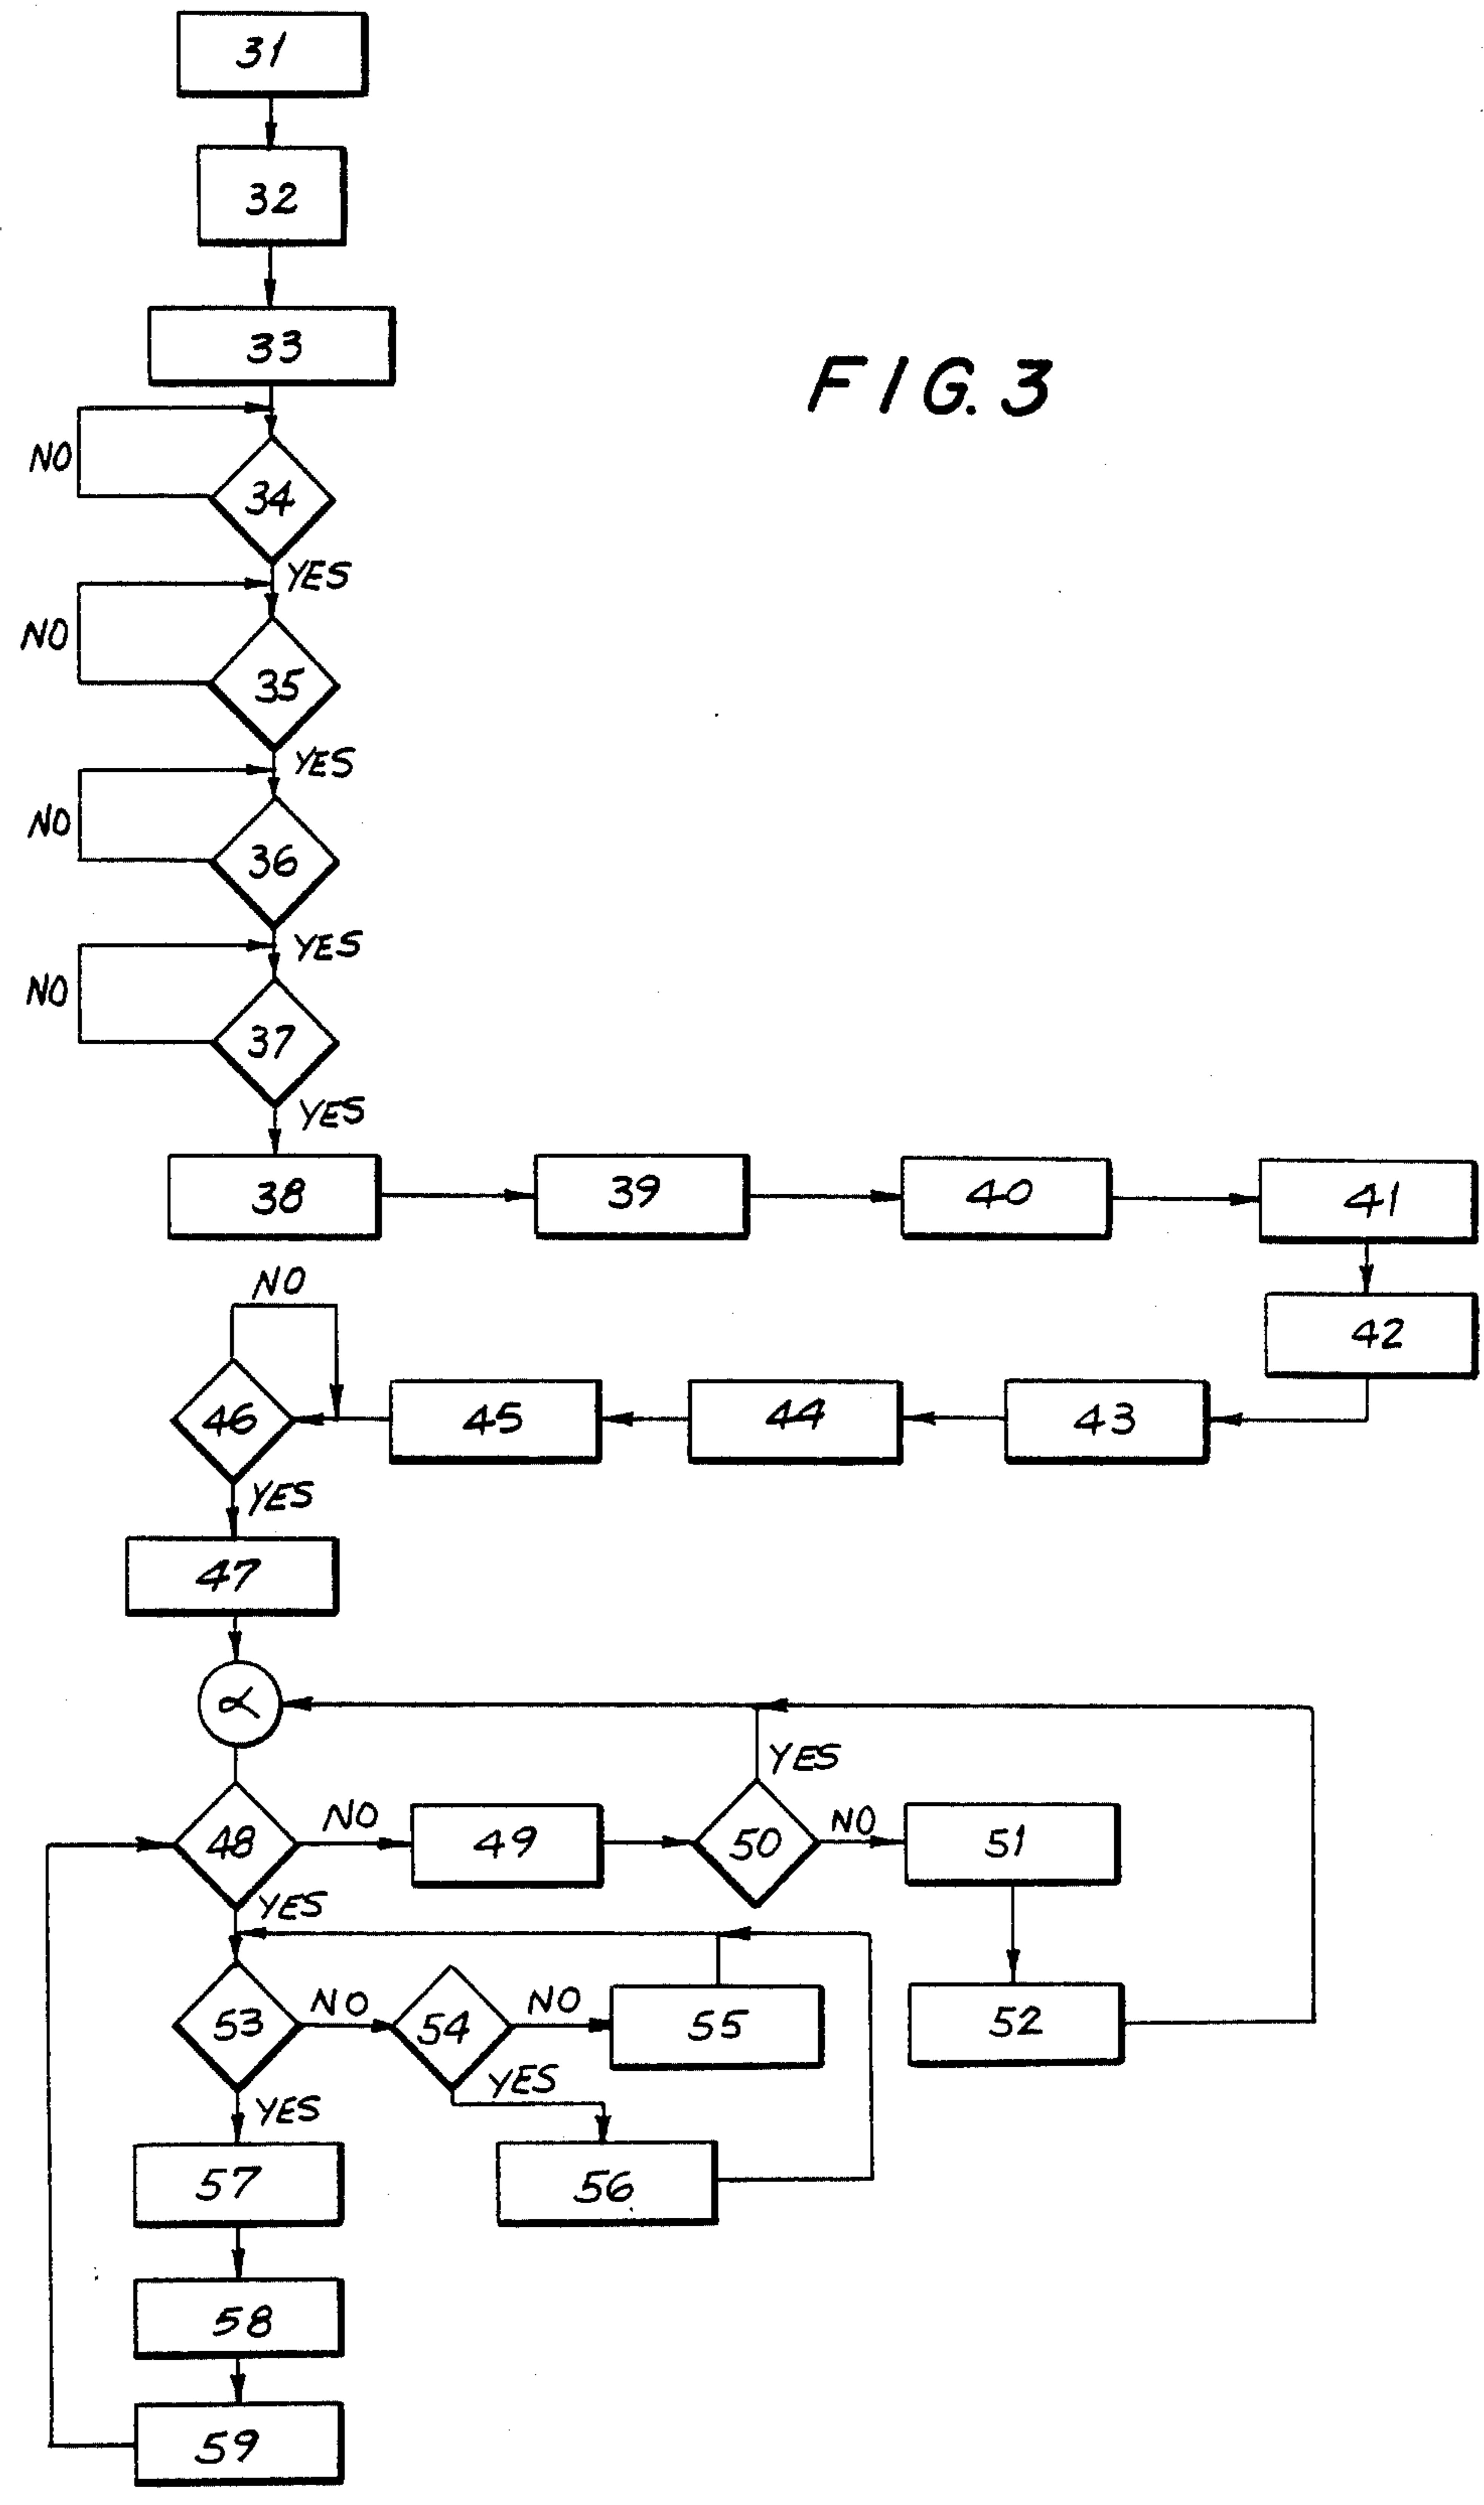 31
32
33
FIG. 3
NO
34
YES
NO
35
YES
NO
36
YES
NO
37
YES
38
39
40
41
NO
42
46
45
44
43
YES
47
α
YES
48
NO
49
50
NO
51
YES
53
NO
54
NO
55
52
YES
YES
57
56
58
59